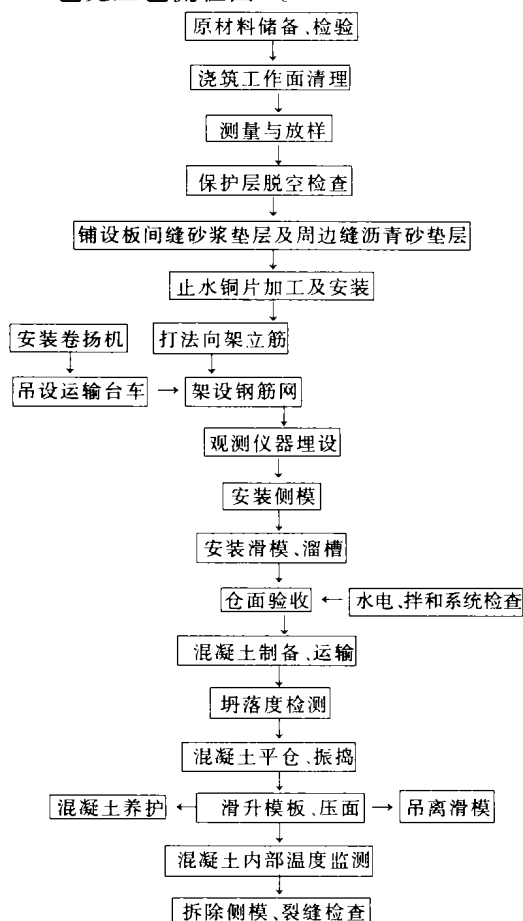 原材料储备、检验
浇筑工作面清理
测量与放样
保护层脱空检查
铺设板间缝砂浆垫层及周边缝沥青砂垫层
止水铜片加工及安装
安装卷扬机
打法向架立筋
吊设运输台车
架设钢筋网
观测仪器埋设
安装侧模
安装滑模、溜槽
仓面验收
水电、拌和系统检查
混凝土制备、运输
坍落度检测
混凝土平仓、振捣
混凝土养护
滑升模板、压面
吊离滑模
混凝土内部温度监测
拆除侧模、裂缝检查